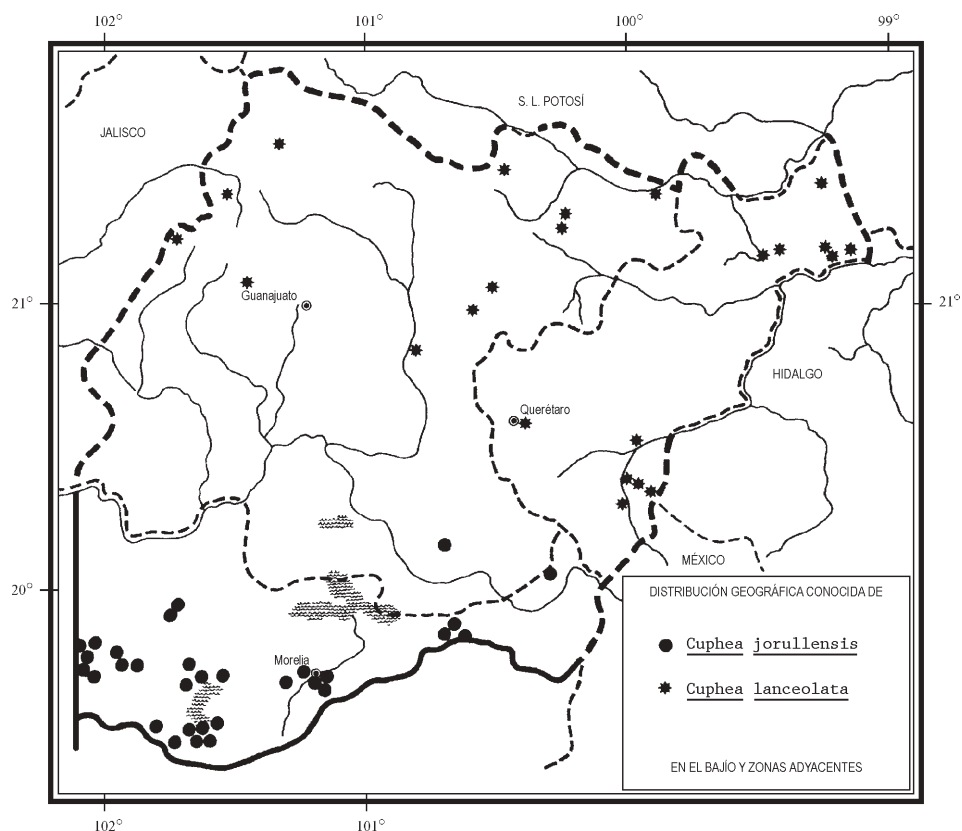 102° 101° 100° 99°
S. L. POTOSÍ
JALISCO
21° 21°
Guanajuato
HIDALGO
Querétaro
MÉXICO
20°
DISTRIBUCIÓN GEOGRÁFICA CONOCIDA DE
Cuphea jorullensis
Morelia
Cuphea lanceolata
EN EL BAJÍO Y ZONAS ADYACENTES
102° 101°